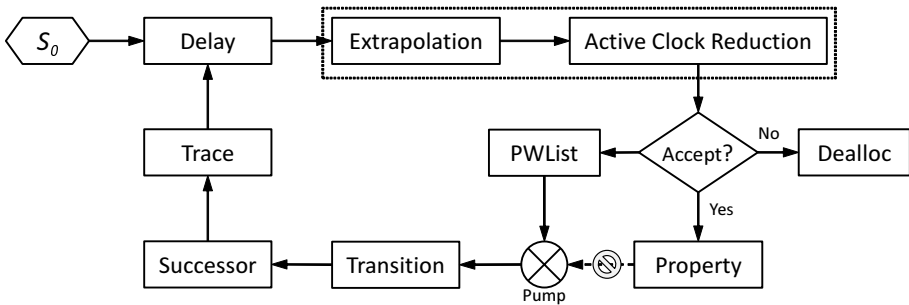 S0
Delay
Extrapolation
Active Clock Reduction
Trace
PWList
Accept?
No
Dealloc
Yes
Successor
Transition
Pump
Property